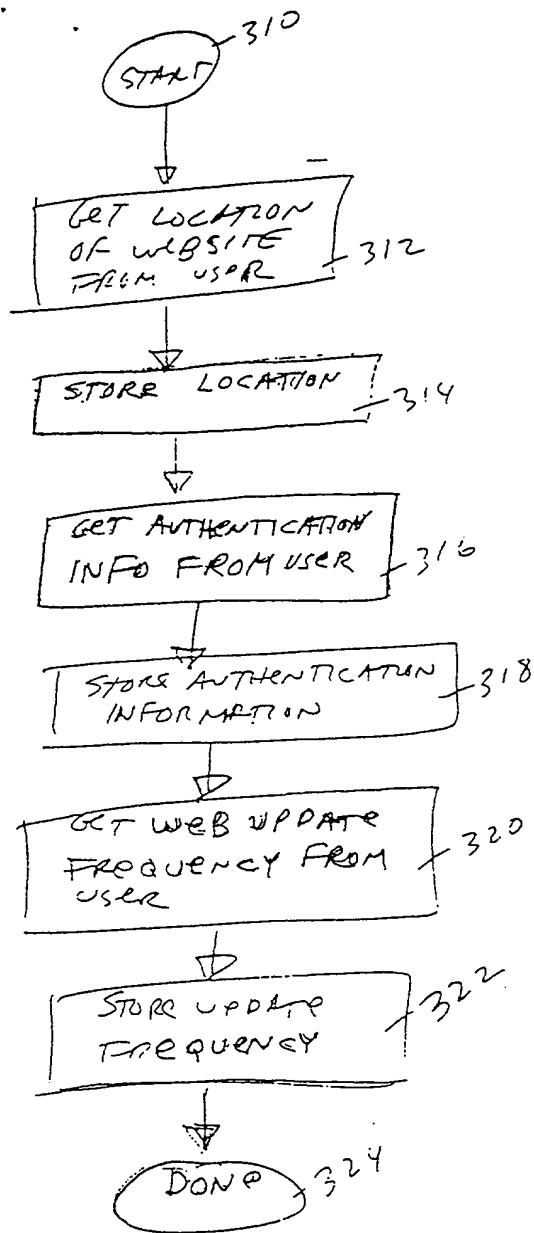 310
START
GET LOCATION
OF WEBSITE
FROM USER
312
STORE LOCATION
314
GET AUTHENTICATION
INFO FROM USER
316
STORE AUTHENTICATION
INFORMATION
318
GET WEB UPDATE
FREQUENCY FROM
USER
320
STORE UPDATE
FREQUENCY
322
DONE
324